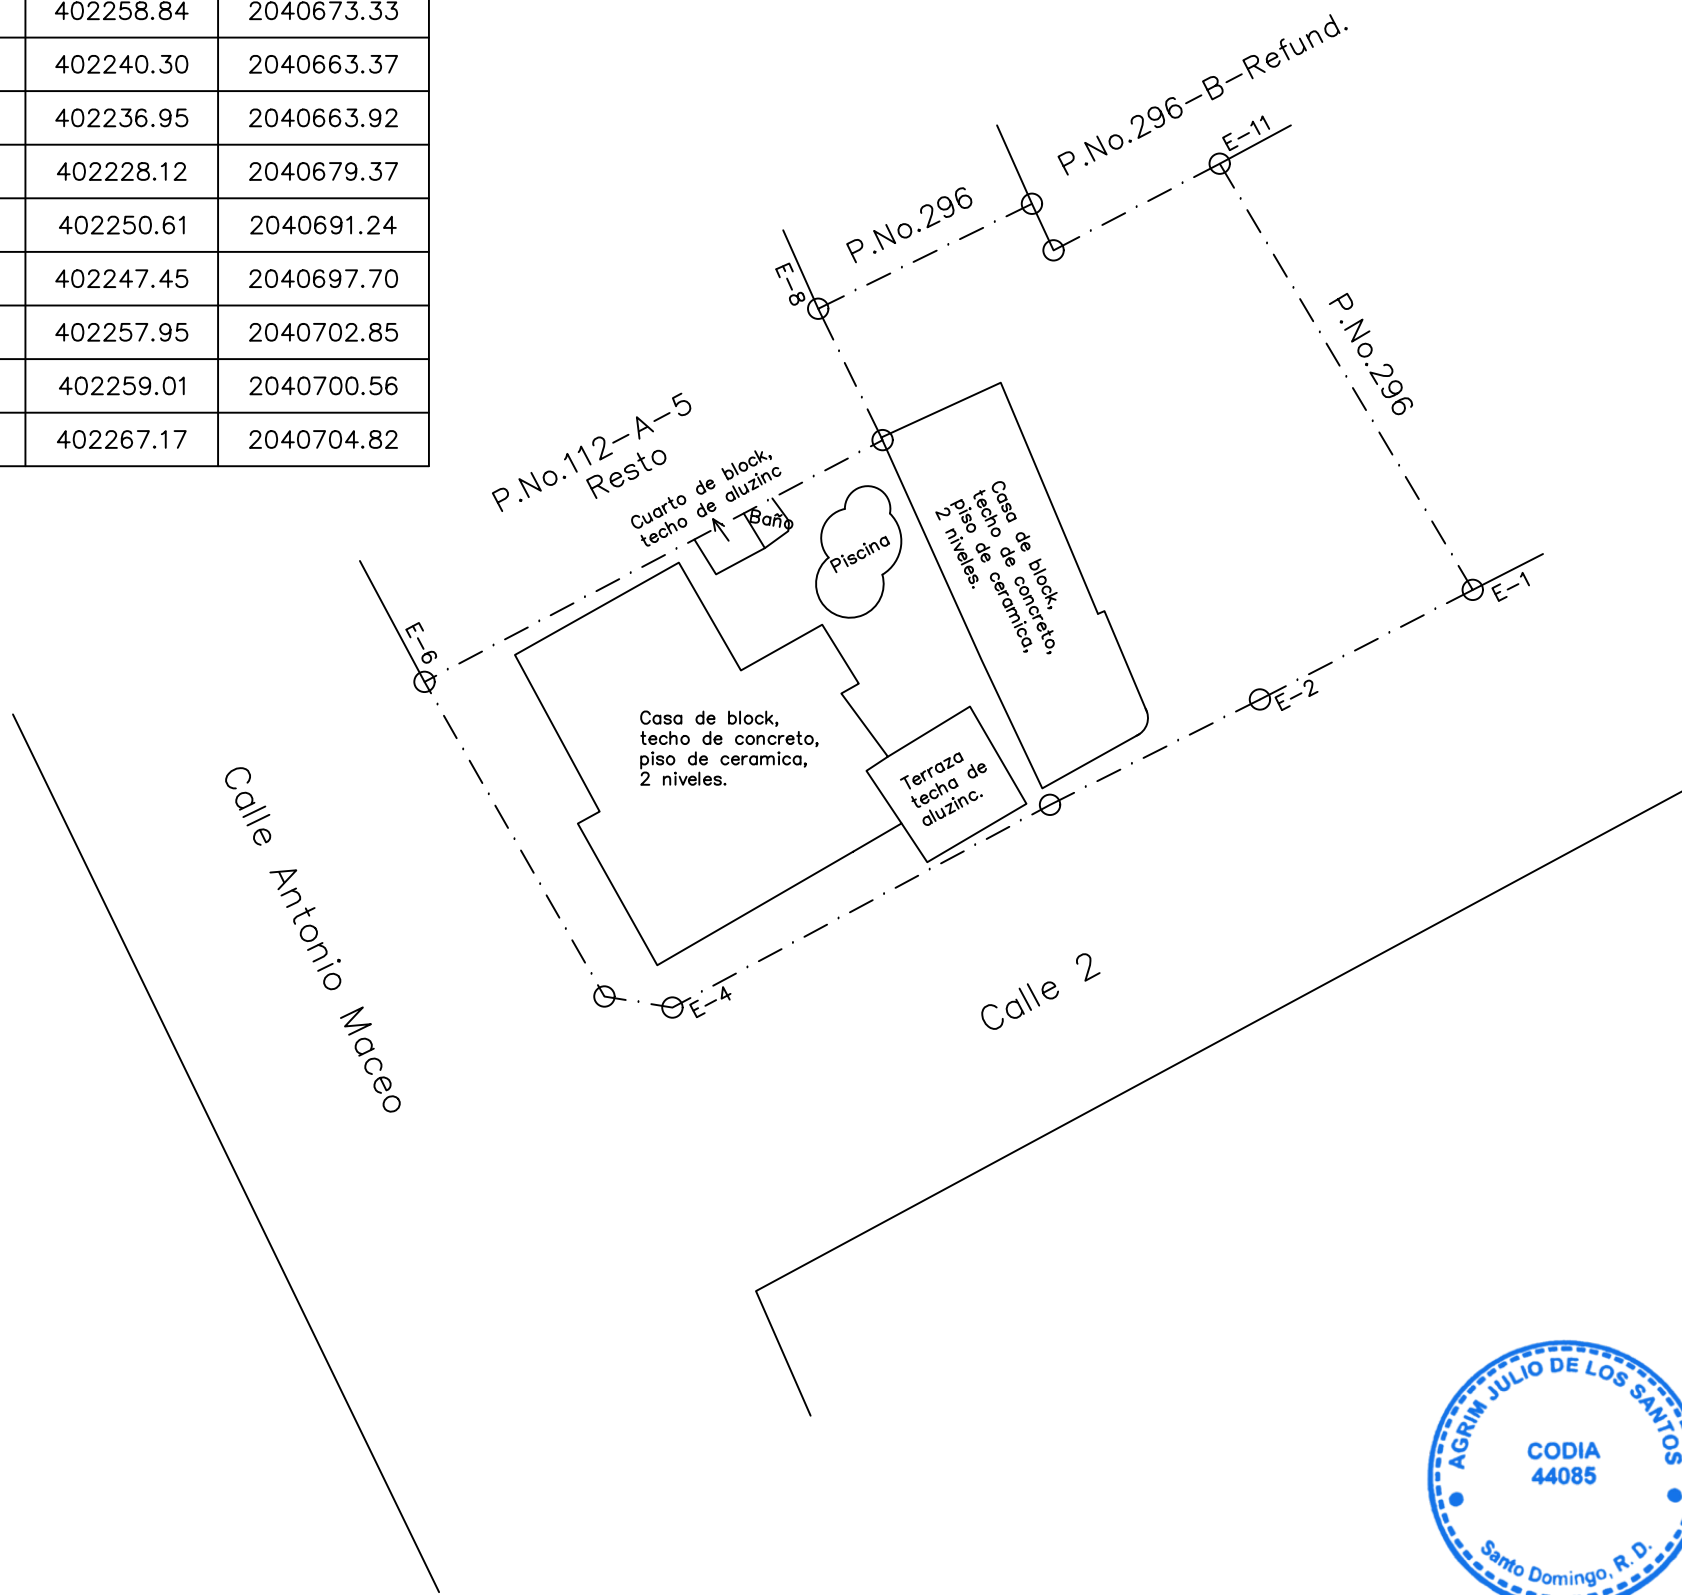 402258.84 2040673.33
402240.30 2040663.37
402236.95 2040663.92
402228.12 2040679.37
402250.61 2040691.24
402247.45 2040697.70
402257.95 2040702.85
402259.01 2040700.56
402267.17 2040704.82
P.No.296-B-Refund.
E-11
P.No.296
E-8
P.No.296
P.No.112-A-5
Resto
Cuarto de block,
techo de aluzinc
Baño
Piscina
Casa de block,
techo de concreto,
piso de ceramica,
2 niveles.
E-1
E-6
E-2
Casa de block,
techo de concreto,
piso de ceramica,
2 niveles.
Terraza
techa de
aluzinc.
Calle Antonio Maceo
E-4
Calle 2
AGRIM JULIO DE LOS SANTOS
CODIA
44085
Santo Domingo, R. D.